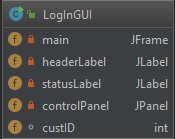 LogInGUI
main JFrame
headerLabel JLabel
statusLabel JLabel
controlPanel JPanel
custID int